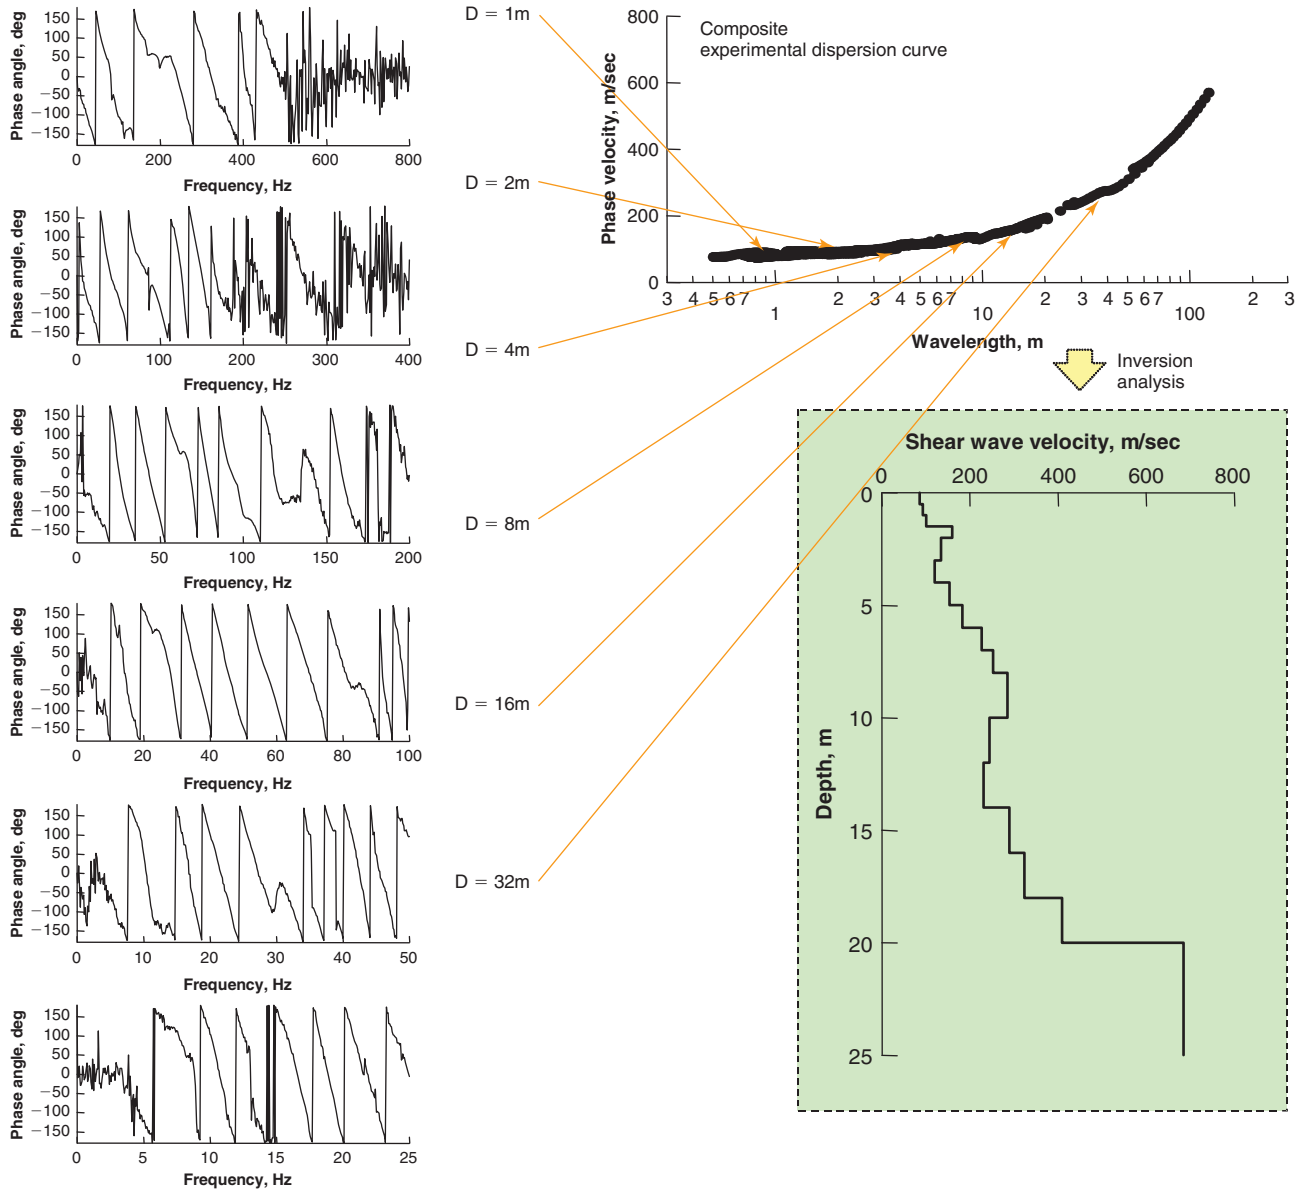 Phase angle, deg
150
100
50
0
−50
−100
−150
0 200 400 600 800
Frequency, Hz
D = 1m
Phase angle, deg
150
100
50
0
−50
−100
−150
0 100 200 300 400
Frequency, Hz
D = 2m
Phase angle, deg
150
100
50
0
−50
−100
−150
0 50 100 150 200
Frequency, Hz
D = 4m
Phase angle, deg
150
100
50
0
−50
−100
−150
0 20 40 60 80 100
Frequency, Hz
D = 8m
Phase angle, deg
150
100
50
0
−50
−100
−150
0 10 20 30 40 50
Frequency, Hz
D = 16m
Phase angle, deg
150
100
50
0
−50
−100
−150
0 5 10 15 20 25
Frequency, Hz
D = 32m
Composite
experimental dispersion curve
Phase velocity, m/sec
800
600
400
200
0
3 4 5 6 7 2 3 4 5 6 7 2 3 4 5 6 7 2 3
1 10 100
Wavelength, m
Inversion
analysis
Shear wave velocity, m/sec
200 400 600 800
Depth, m
0
5
10
15
20
25